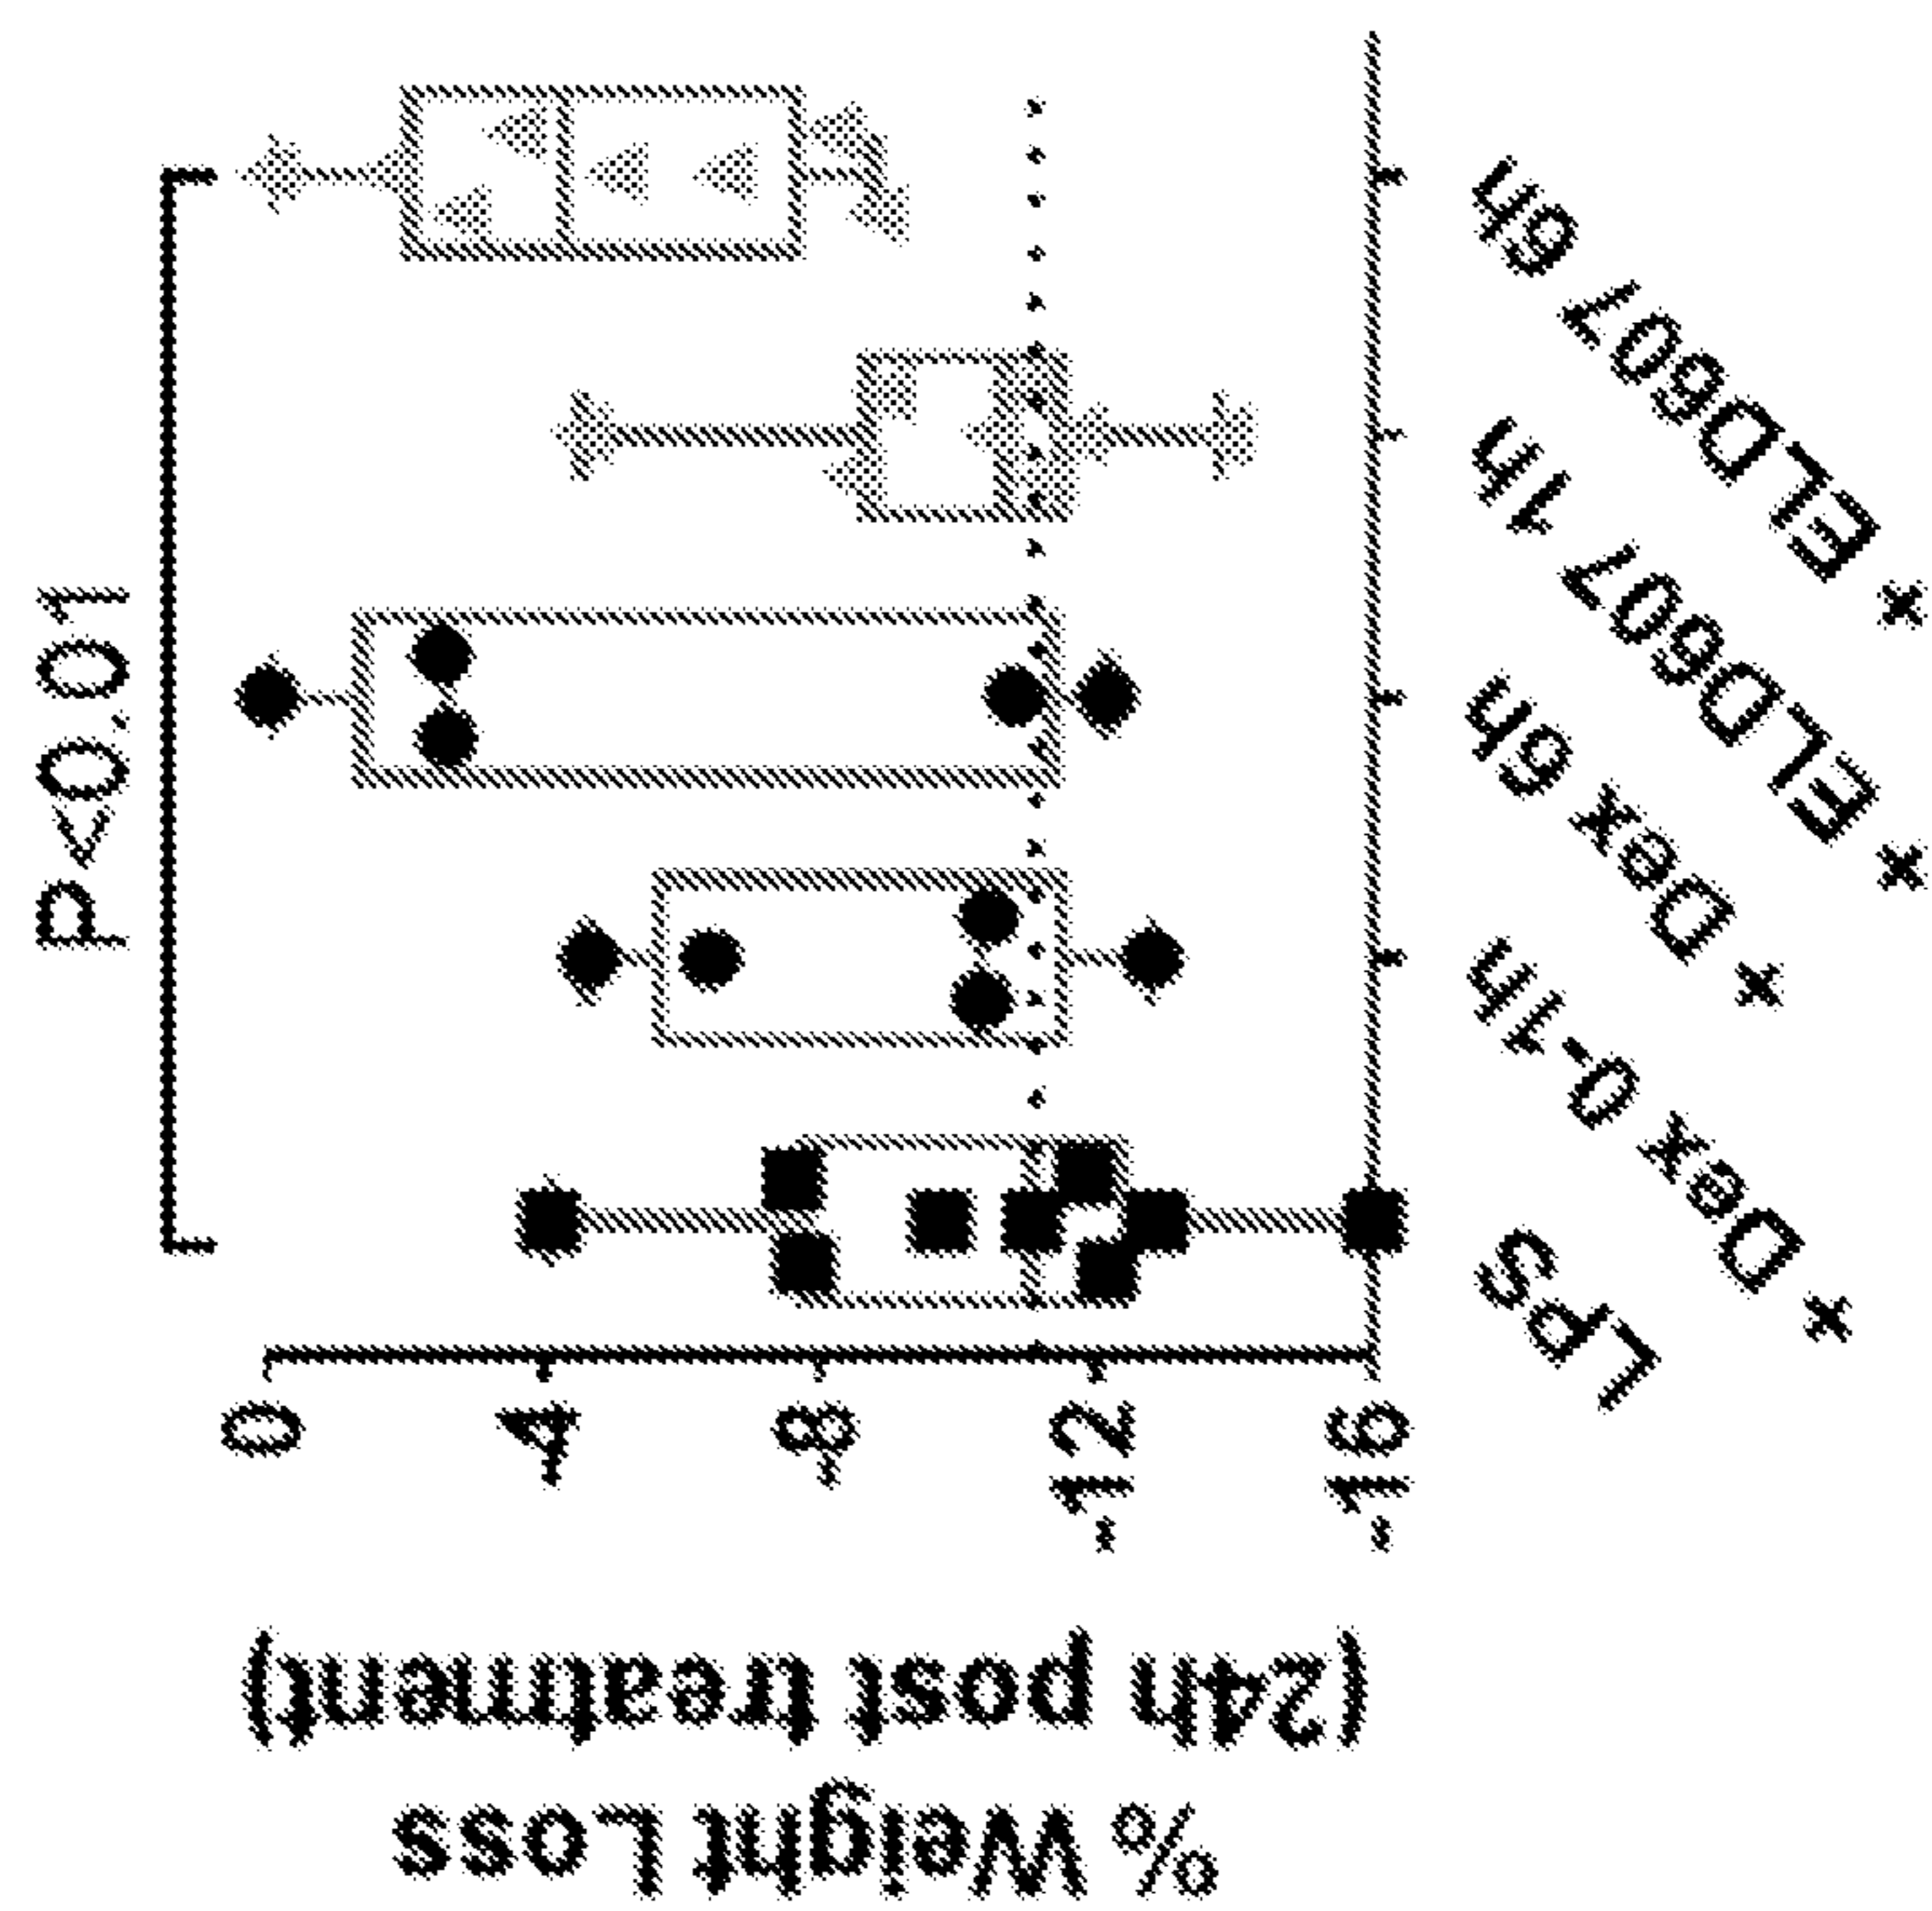 P<0.01
% Weight Loss
(24h post treatment)
0
-4
-8
-12
-16
LPS
+ Dex 0-1h
+ Dex 6h
+ ELD607 1h
+ ELD607 6h